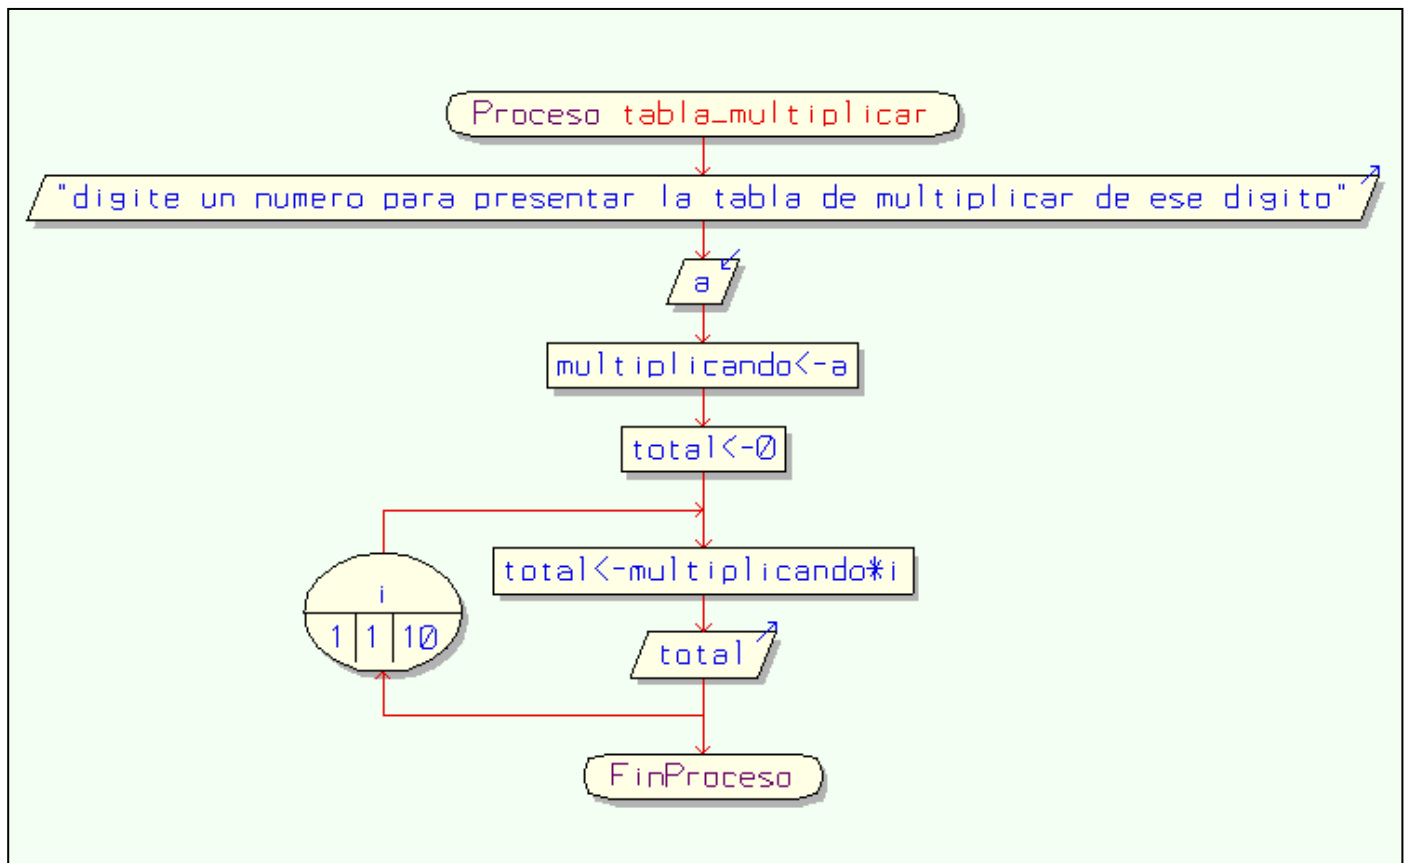 Proceso tabla_multiplicar
"digite un numero para presentar la tabla de multiplicar de ese digito"
a
multiplicando<-a
total<-0
total<-multiplicando*i
i
1 1 10
total
FinProceso